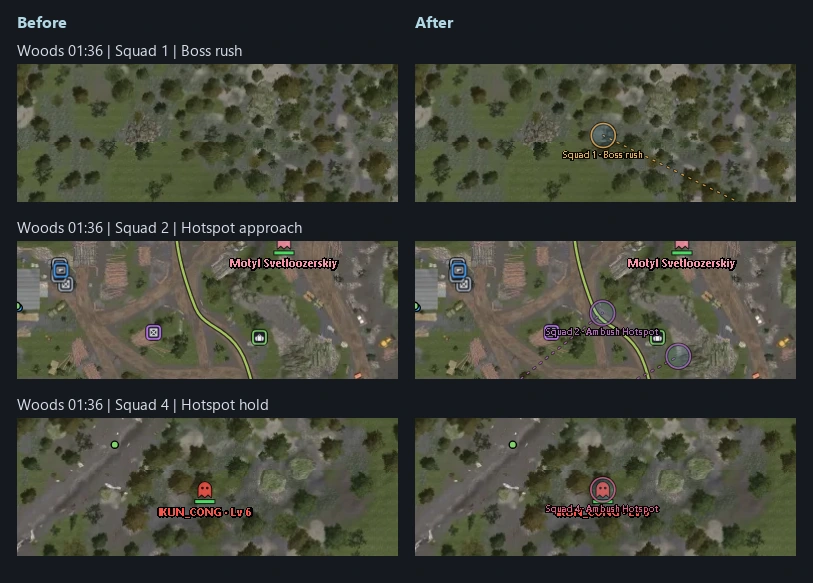 Before After
Woods 01:36 | Squad 1 | Boss rush
Squad 1 · Boss rush
Woods 01:36 | Squad 2 | Hotspot approach
Motyl Svetloozerskiy Motyl Svetloozerskiy
Squad 2 · Ambush Hotspot
Woods 01:36 | Squad 4 | Hotspot hold
IKUN_CONG · Lv 6
Squad 4 · Ambush Hotspot